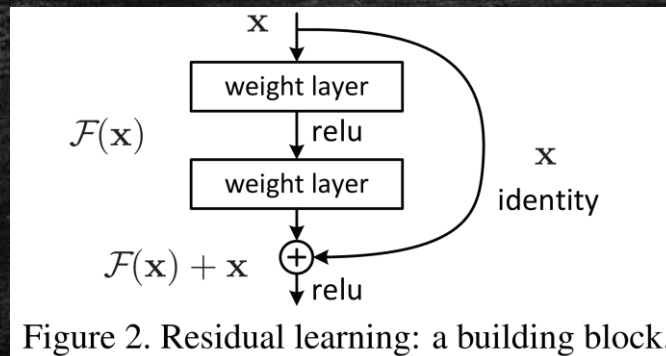 x
weight layer
F(x)
relu
x
weight layer
identity
F(x) + x
+
relu
Figure 2. Residual learning: a building block.